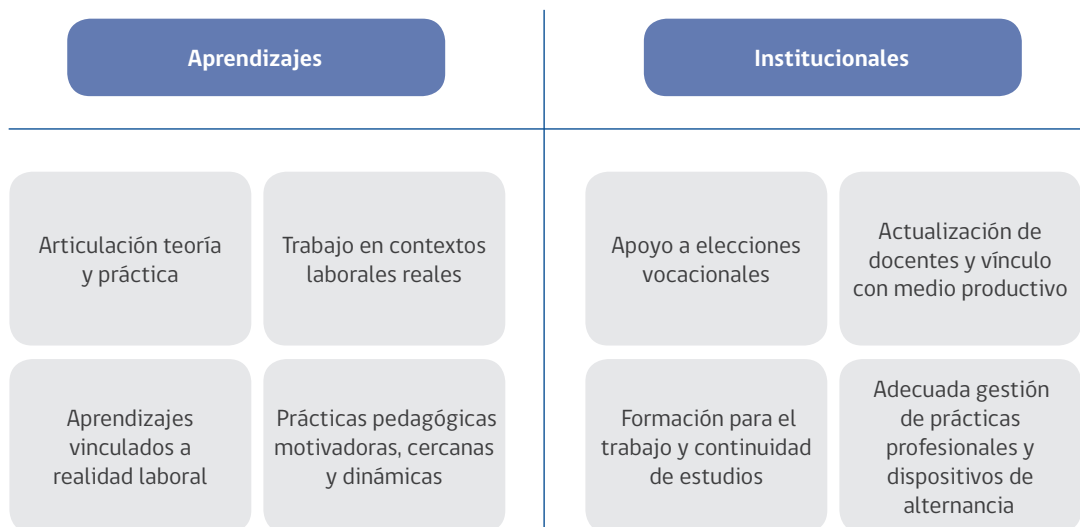 Aprendizajes
Institucionales
Articulación teoría
y práctica
Trabajo en contextos
laborales reales
Apoyo a elecciones
vocacionales
Actualización de
docentes y vínculo
con medio productivo
Aprendizajes
vinculados a
realidad laboral
Prácticas pedagógicas
motivadoras, cercanas
y dinámicas
Formación para el
trabajo y continuidad
de estudios
Adecuada gestión
de prácticas
profesionales y
dispositivos de
alternancia